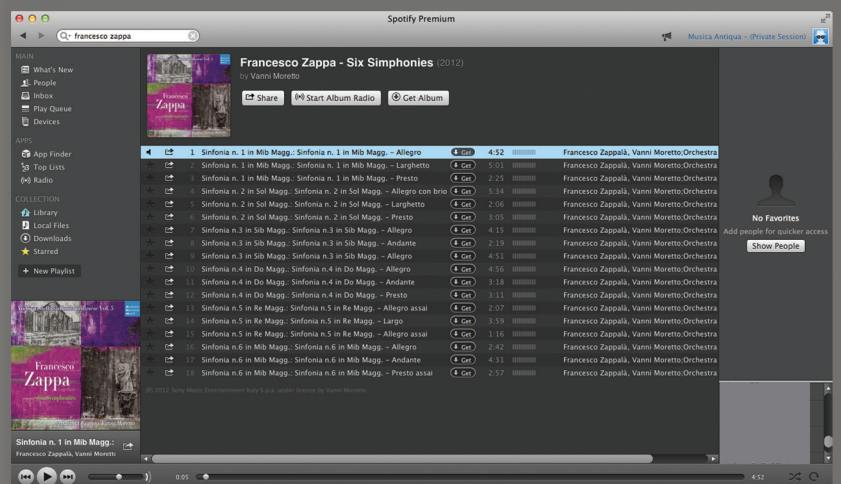 Spotify Premium
francesco zappa
Musica Antiqua – (Private Session)
MAIN
What's New
People
Inbox
Play Queue
Devices
APPS
App Finder
Top Lists
Radio
COLLECTION
Library
Local Files
Downloads
Starred
+ New Playlist
Francesco
Zappa
Sinfonia n. 1 in Mib Magg.:
Francesco Zappalà, Vanni Moretti
Francesco
Zappa
Francesco Zappa - Six Simphonies (2012)
by Vanni Moretto
Share Start Album Radio Get Album
1 Sinfonia n. 1 in Mib Magg.: Sinfonia n. 1 in Mib Magg. – Allegro Get 4:52 Francesco Zappalà, Vanni Moretto;Orchestra
2 Sinfonia n. 1 in Mib Magg.: Sinfonia n. 1 in Mib Magg. – Larghetto Get 5:01 Francesco Zappalà, Vanni Moretto;Orchestra
3 Sinfonia n. 1 in Mib Magg.: Sinfonia n. 1 in Mib Magg. – Presto Get 2:25 Francesco Zappalà, Vanni Moretto;Orchestra
4 Sinfonia n. 2 in Sol Magg.: Sinfonia n. 2 in Sol Magg. – Allegro con brio Get 5:34 Francesco Zappalà, Vanni Moretto;Orchestra
5 Sinfonia n. 2 in Sol Magg.: Sinfonia n. 2 in Sol Magg. – Larghetto Get 2:06 Francesco Zappalà, Vanni Moretto;Orchestra
6 Sinfonia n. 2 in Sol Magg.: Sinfonia n. 2 in Sol Magg. – Presto Get 3:05 Francesco Zappalà, Vanni Moretto;Orchestra
7 Sinfonia n.3 in Sib Magg.: Sinfonia n.3 in Sib Magg. – Allegro Get 4:15 Francesco Zappalà, Vanni Moretto;Orchestra
8 Sinfonia n.3 in Sib Magg.: Sinfonia n.3 in Sib Magg. – Andante Get 2:19 Francesco Zappalà, Vanni Moretto;Orchestra
9 Sinfonia n.3 in Sib Magg.: Sinfonia n.3 in Sib Magg. – Allegro Get 4:51 Francesco Zappalà, Vanni Moretto;Orchestra
10 Sinfonia n.4 in Do Magg.: Sinfonia n.4 in Do Magg. – Allegro Get 4:56 Francesco Zappalà, Vanni Moretto;Orchestra
11 Sinfonia n.4 in Do Magg.: Sinfonia n.4 in Do Magg. – Andante Get 3:18 Francesco Zappalà, Vanni Moretto;Orchestra
12 Sinfonia n.4 in Do Magg.: Sinfonia n.4 in Do Magg. – Presto Get 3:11 Francesco Zappalà, Vanni Moretto;Orchestra
13 Sinfonia n.5 in Re Magg.: Sinfonia n.5 in Re Magg. – Allegro assai Get 2:07 Francesco Zappalà, Vanni Moretto;Orchestra
14 Sinfonia n.5 in Re Magg.: Sinfonia n.5 in Re Magg. – Largo Get 3:59 Francesco Zappalà, Vanni Moretto;Orchestra
15 Sinfonia n.5 in Re Magg.: Sinfonia n.5 in Re Magg. – Allegro assai Get 1:16 Francesco Zappalà, Vanni Moretto;Orchestra
16 Sinfonia n.6 in Mib Magg.: Sinfonia n.6 in Mib Magg. – Allegro Get 2:42 Francesco Zappalà, Vanni Moretto;Orchestra
17 Sinfonia n.6 in Mib Magg.: Sinfonia n.6 in Mib Magg. – Andante Get 4:31 Francesco Zappalà, Vanni Moretto;Orchestra
18 Sinfonia n.6 in Mib Magg.: Sinfonia n.6 in Mib Magg. – Presto assai Get 2:57 Francesco Zappalà, Vanni Moretto;Orchestra
℗ 2012 Sony Music Entertainment Italy S.p.a. under licence by Vanni Moretto
No Favorites
Add people for quicker access
Show People
0:05
4:52